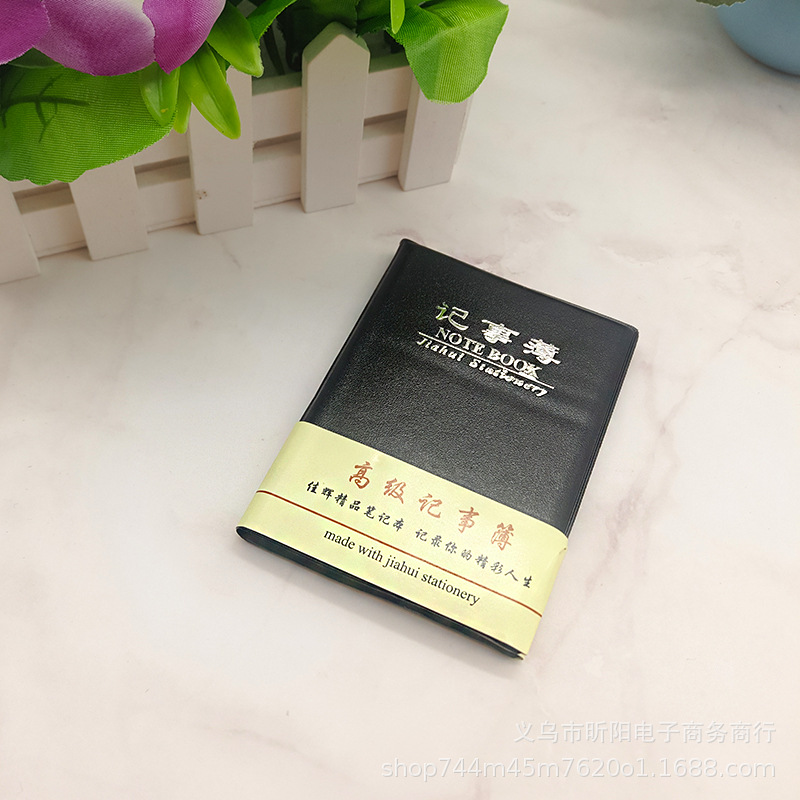 记事簿
NOTE BOOK
Jiahui Stationery
高级记事簿
佳辉精品笔记本 记录你的精彩人生
made with jiahui stationery
义乌市昕阳电子商务商行
shop744m45m7620o1.1688.com